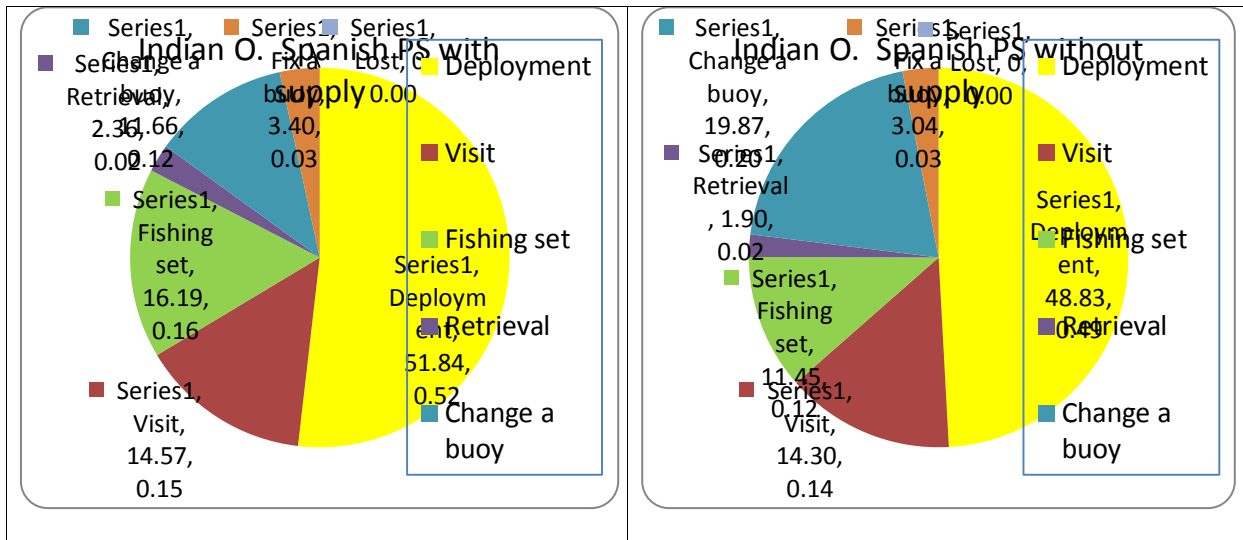 Indian O. Spanish PS with
supply
Series1,
Change a
buoy,
11.66,
0.12
Series1,
Fix a
buoy,
3.40,
0.03
Series1,
Lost, 0,
0.00
Series1,
Retrieval,
2.36,
0.02
Series1,
Fishing
set,
16.19,
0.16
Series1,
Visit,
14.57,
0.15
Series1,
Deploym
ent,
51.84,
0.52
Deployment
Visit
Fishing set
Retrieval
Change a
buoy
Indian O. Spanish PS without
supply
Series1,
Change a
buoy,
19.87,
0.20
Series1,
Fix a
buoy,
3.04,
0.03
Series1,
Lost, 0,
0.00
Series1,
Retrieval
, 1.90,
0.02
Series1,
Fishing
set,
11.45,
0.12
Series1,
Visit,
14.30,
0.14
Series1,
Deploym
ent,
48.83,
0.49
Deployment
Visit
Fishing set
Retrieval
Change a
buoy